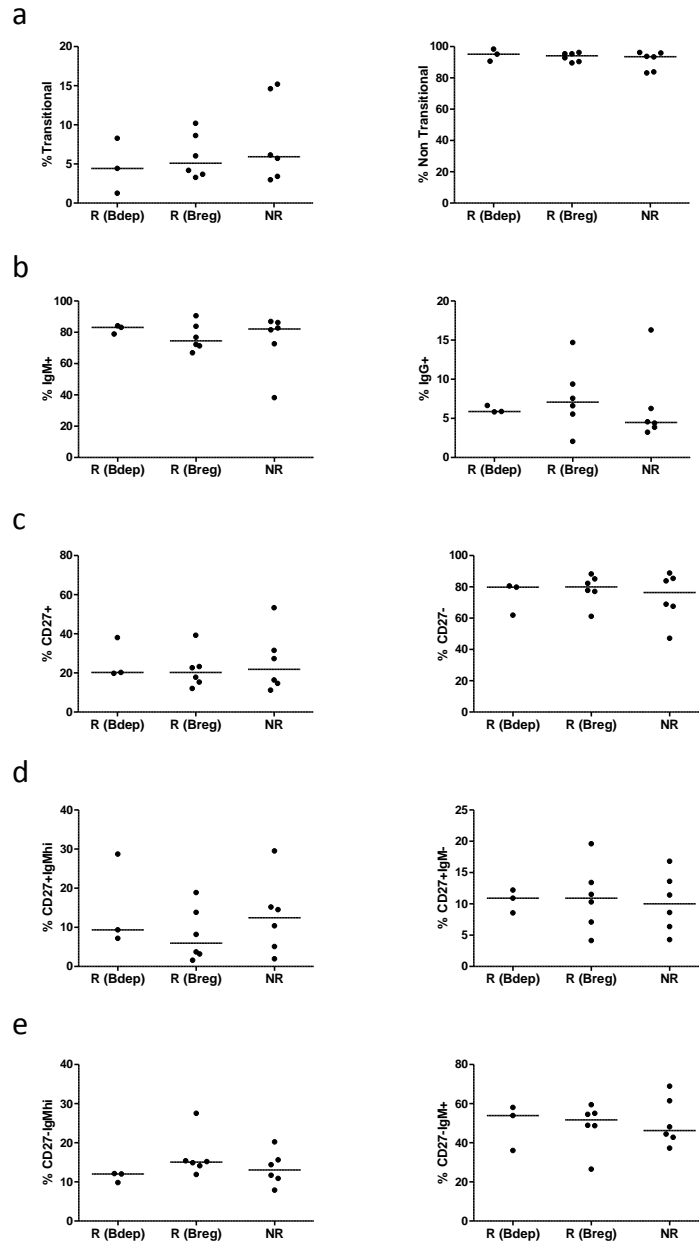 a
% Transitional
20
15
10
5
0
R (Bdep) R (Breg) NR
% Non Transitional
100
80
60
40
20
0
R (Bdep) R (Breg) NR
b
% IgM+
100
80
60
40
20
0
R (Bdep) R (Breg) NR
% IgG+
20
15
10
5
0
R (Bdep) R (Breg) NR
c
% CD27+
80
60
40
20
0
R (Bdep) R (Breg) NR
% CD27-
100
80
60
40
20
0
R (Bdep) R (Breg) NR
d
% CD27+IgMhi
40
30
20
10
0
R (Bdep) R (Breg) NR
% CD27+IgM-
25
20
15
10
5
0
R (Bdep) R (Breg) NR
e
% CD27-IgMhi
40
30
20
10
0
R (Bdep) R (Breg) NR
% CD27-IgM+
80
60
40
20
0
R (Bdep) R (Breg) NR